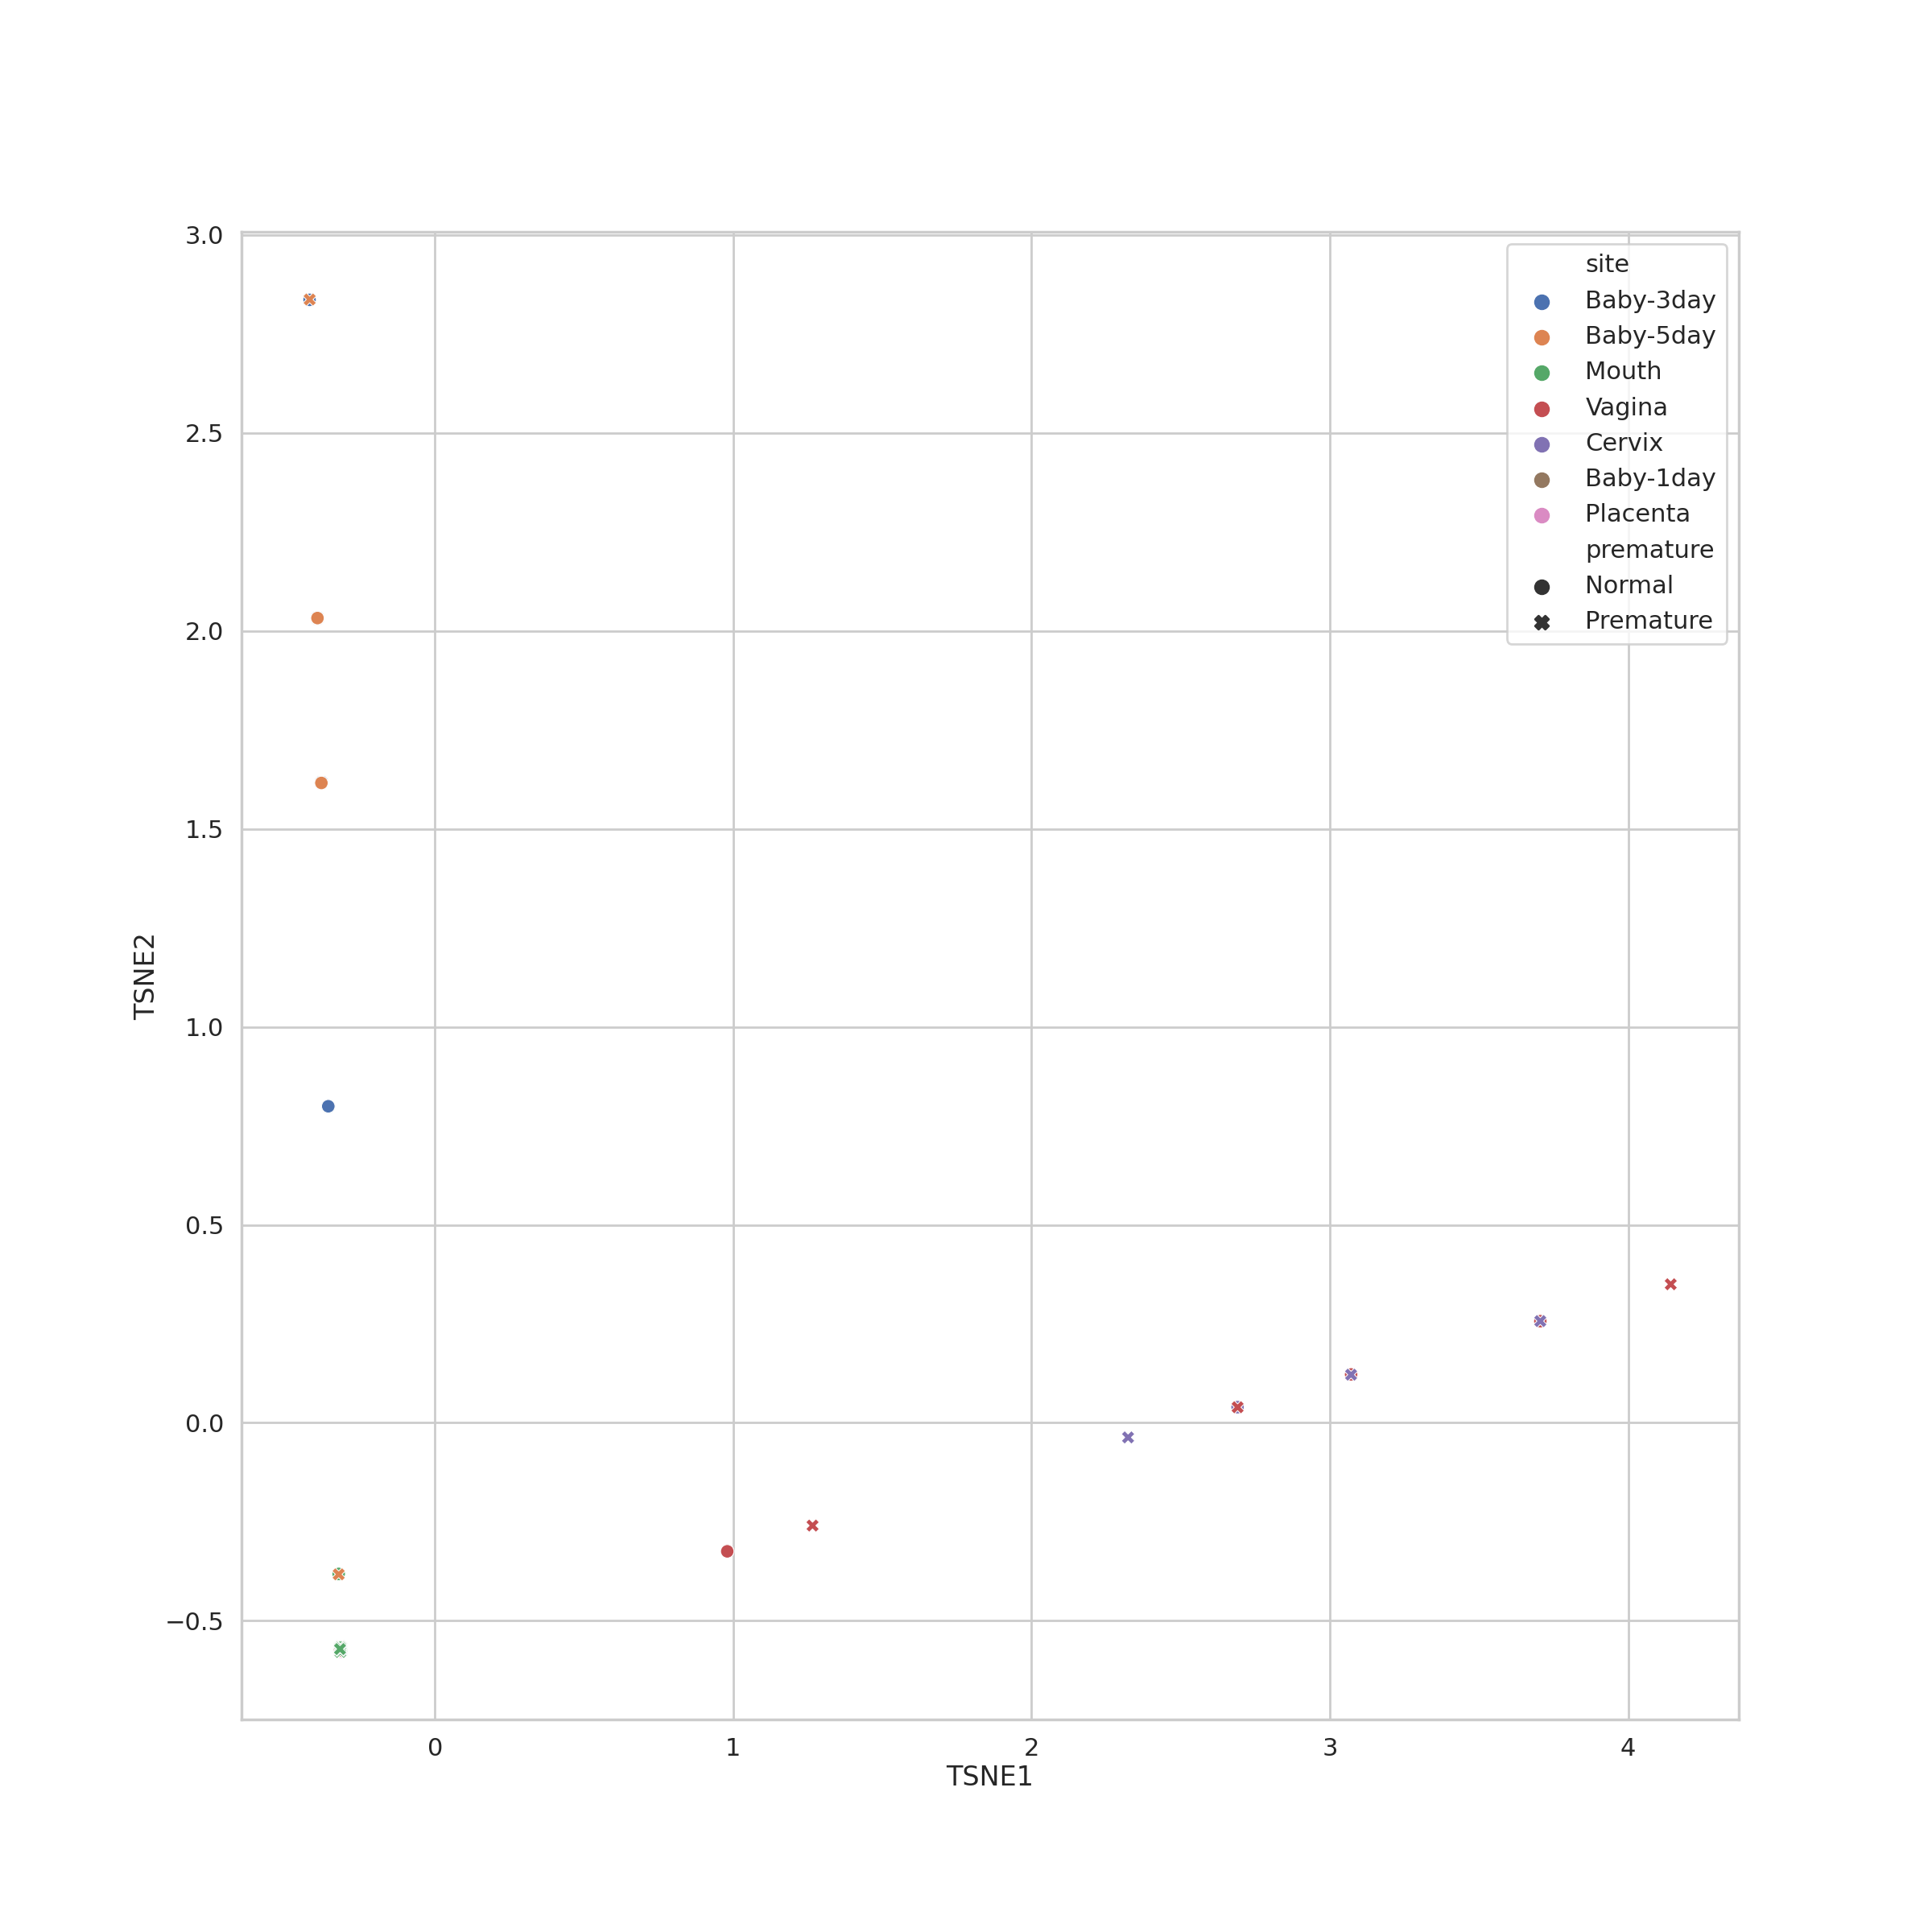 3.0
2.5
2.0
1.5
1.0
0.5
0.0
−0.5
TSNE2
0 1 2 3 4
TSNE1
site
Baby-3day
Baby-5day
Mouth
Vagina
Cervix
Baby-1day
Placenta
premature
Normal
Premature